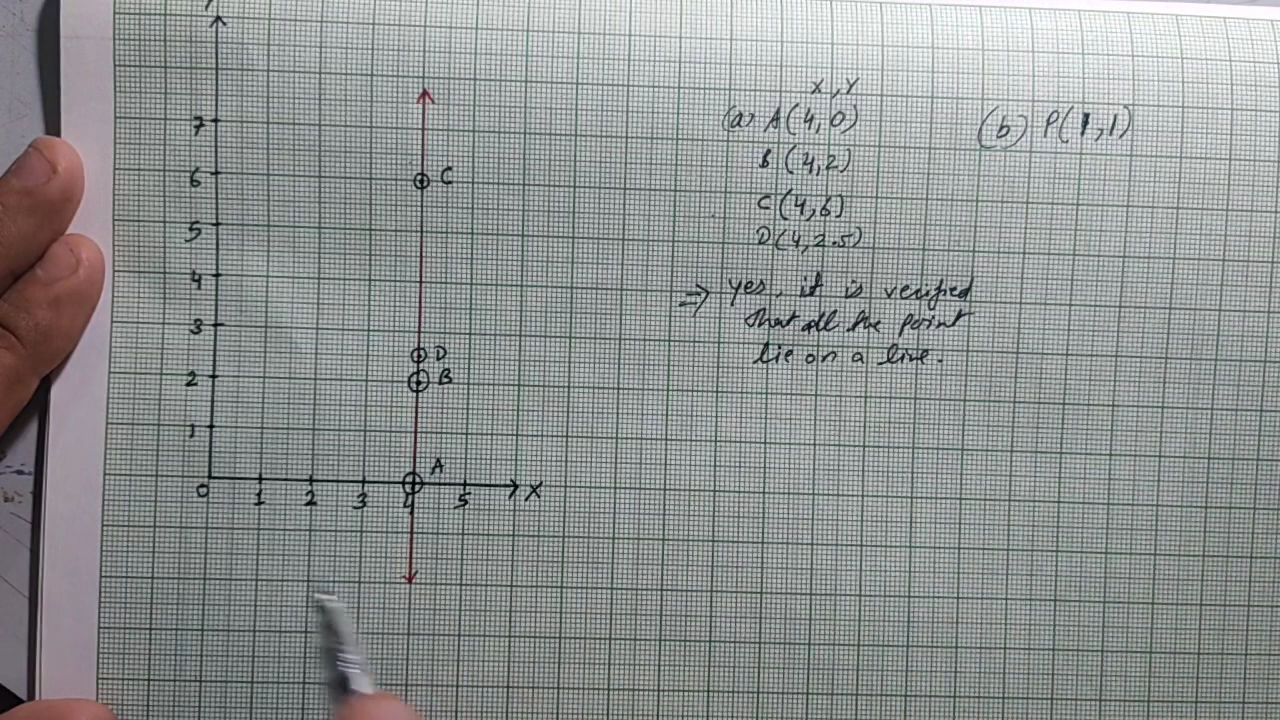 X, Y
(a) A(4,0)
B(4,2)
C(4,6)
D(4,2.5)
⇒ yes, it is verified
that all the point
lie on a line.
(b) P(1,1)
7
6
5
4
3
2
1
0
1
2
3
4
5
X
C
D
B
A